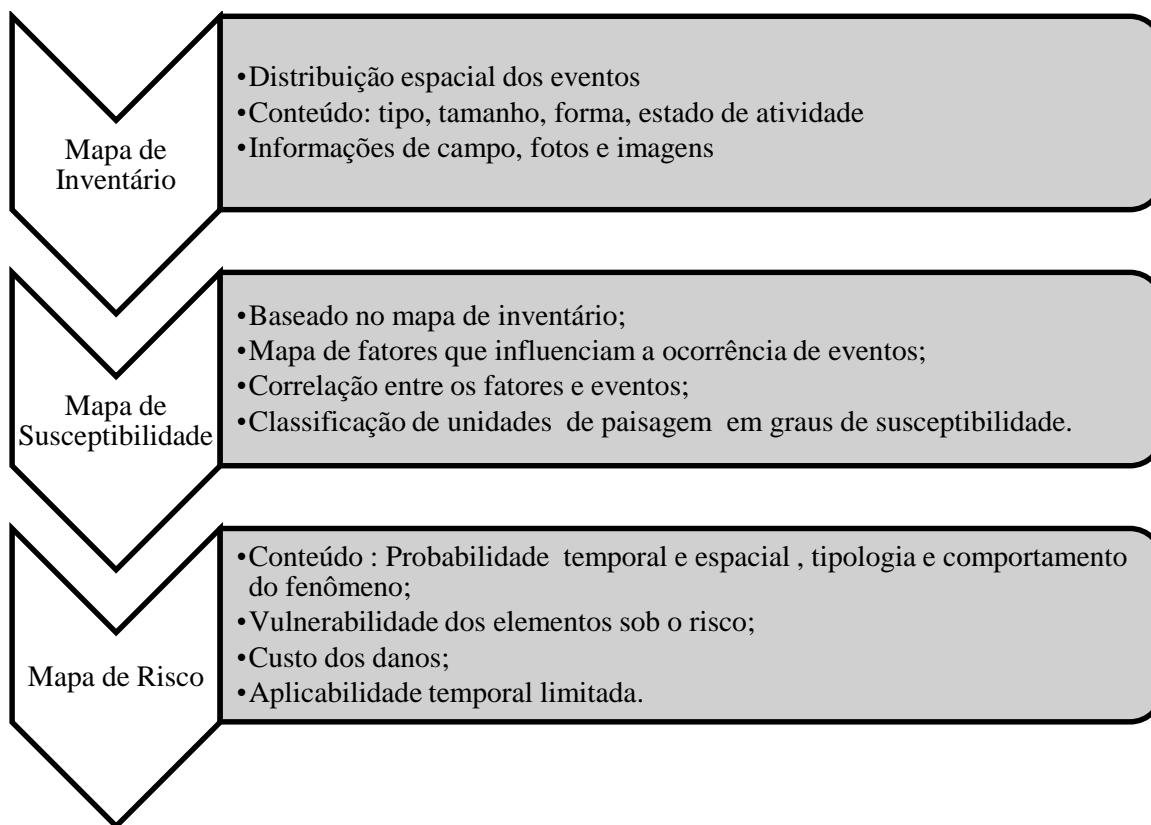 Mapa de
Inventário
•Distribuição espacial dos eventos
•Conteúdo: tipo, tamanho, forma, estado de atividade
•Informações de campo, fotos e imagens
Mapa de
Susceptibilidade
•Baseado no mapa de inventário;
•Mapa de fatores que influenciam a ocorrência de eventos;
•Correlação entre os fatores e eventos;
•Classificação de unidades de paisagem em graus de susceptibilidade.
Mapa de Risco
•Conteúdo : Probabilidade temporal e espacial , tipologia e comportamento
do fenômeno;
•Vulnerabilidade dos elementos sob o risco;
•Custo dos danos;
•Aplicabilidade temporal limitada.